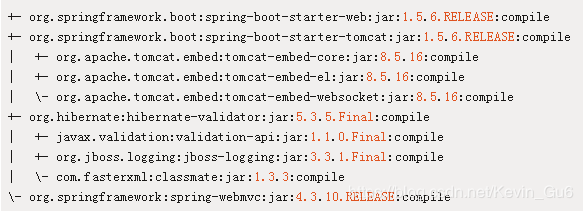 +- org.springframework.boot:spring-boot-starter-web:jar:1.5.6.RELEASE:compile
+- org.springframework.boot:spring-boot-starter-tomcat:jar:1.5.6.RELEASE:compile
|  +- org.apache.tomcat.embed:tomcat-embed-core:jar:8.5.16:compile
|  +- org.apache.tomcat.embed:tomcat-embed-el:jar:8.5.16:compile
|  \- org.apache.tomcat.embed:tomcat-embed-websocket:jar:8.5.16:compile
+- org.hibernate:hibernate-validator:jar:5.3.5.Final:compile
|  +- javax.validation:validation-api:jar:1.1.0.Final:compile
|  +- org.jboss.logging:jboss-logging:jar:3.3.1.Final:compile
|  \- com.fasterxml:classmate:jar:1.3.3:compile
\- org.springframework:spring-webmvc:jar:4.3.10.RELEASE:compile